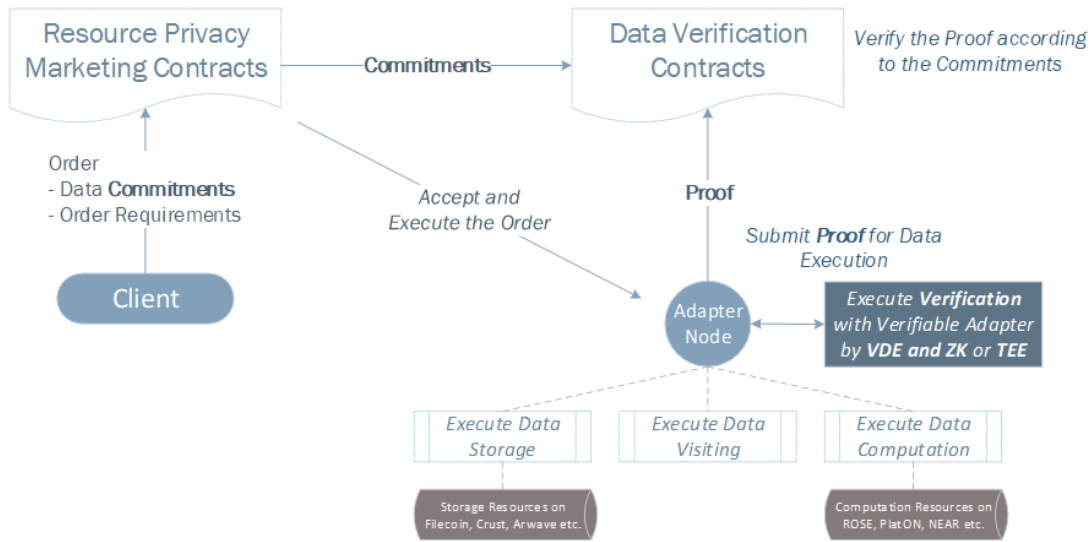 Resource Privacy
Marketing Contracts
Commitments
Data Verification
Contracts
Verify the Proof according
to the Commitments
Order
- Data Commitments
- Order Requirements
Accept and
Execute the Order
Proof
Submit Proof for Data
Execution
Client
Adapter
Node
Execute Verification
with Verifiable Adapter
by VDE and ZK or TEE
Execute Data
Storage
Execute Data
Visiting
Execute Data
Computation
Storage Resources on
Filecoin, Crust, Arwave etc.
Computation Resources on
ROSE, PlatON, NEAR etc.